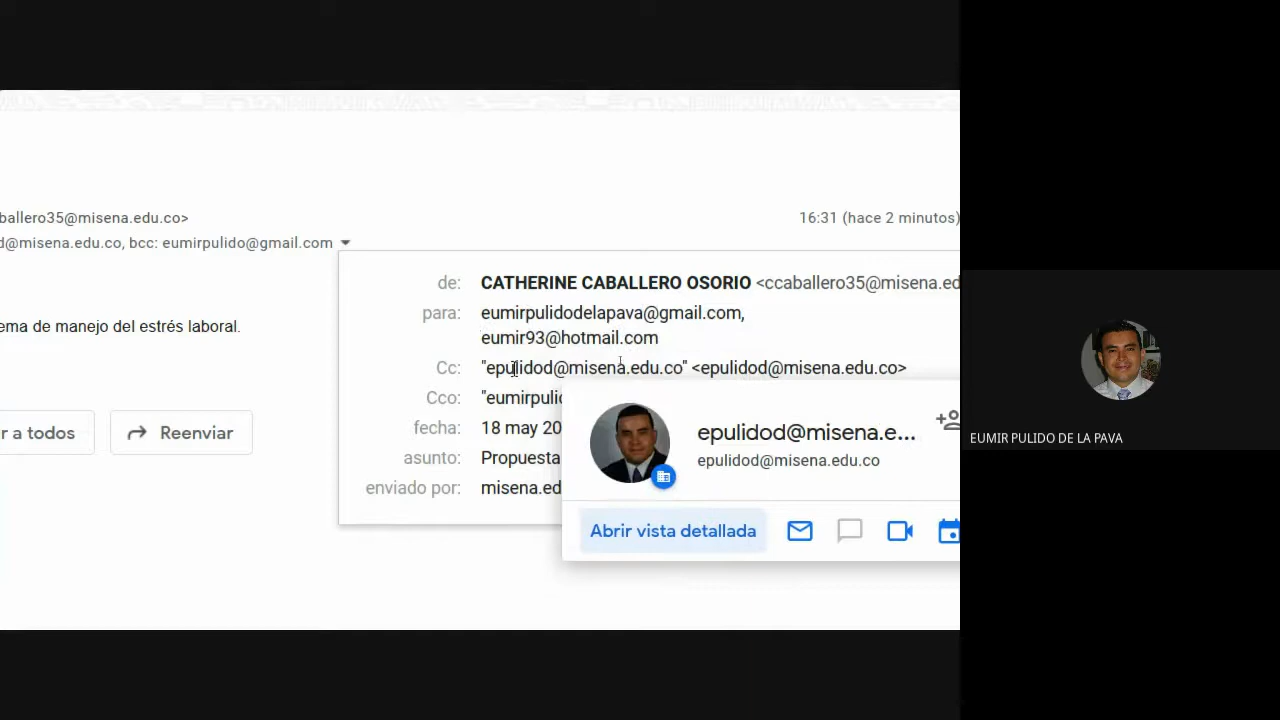 ballero35@misena.edu.co>
16:31 (hace 2 minutos)
d@misena.edu.co, bcc: eumirpulido@gmail.com
de: CATHERINE CABALLERO OSORIO <ccaballero35@misena.ed
para: eumirpulidodelapava@gmail.com,
eumir93@hotmail.com
ema de manejo del estrés laboral.
Cc: "epulidod@misena.edu.co" <epulidod@misena.edu.co>
Cco: "eumirpulid
fecha: 18 may 20
asunto: Propuesta
enviado por: misena.ed
r a todos
Reenviar
epulidod@misena.e...
epulidod@misena.edu.co
Abrir vista detallada
EUMIR PULIDO DE LA PAVA